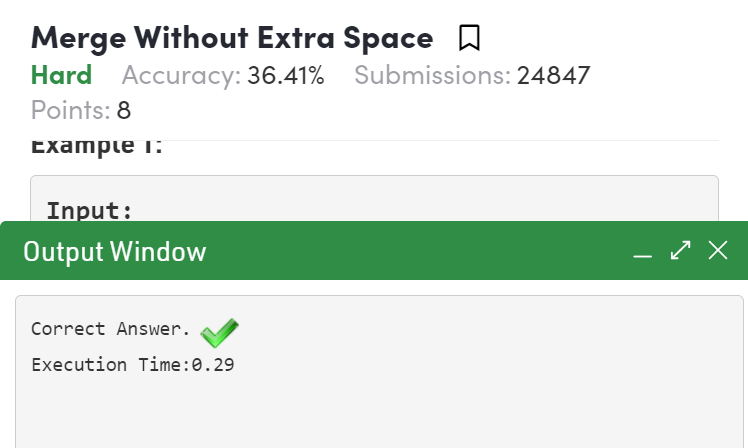 Merge Without Extra Space
Hard Accuracy: 36.41% Submissions: 24847
Points: 8
Example 1:
Input:
Output Window
Correct Answer.
Execution Time:0.29